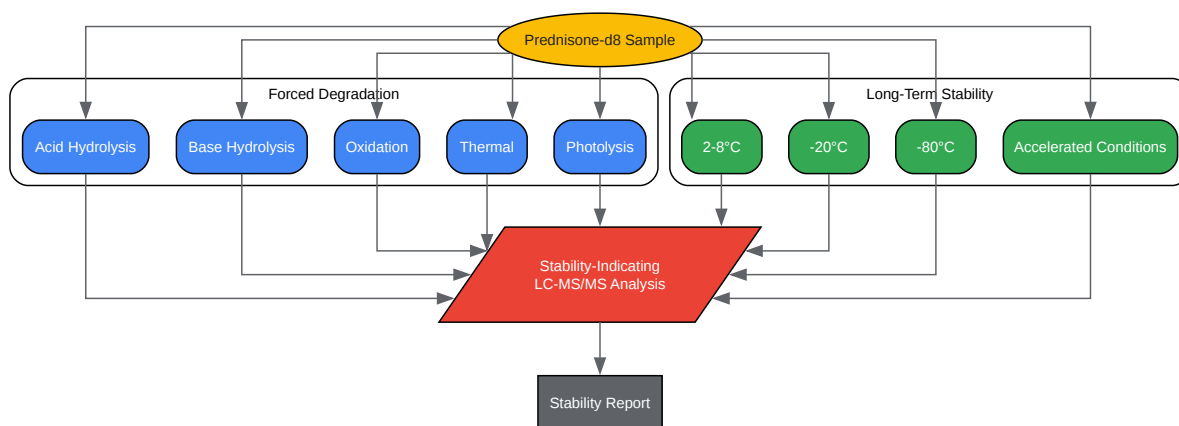 Prednisone-d8 Sample
Forced Degradation
Long-Term Stability
Acid Hydrolysis
Base Hydrolysis
Oxidation
Thermal
Photolysis
2-8°C
-20°C
-80°C
Accelerated Conditions
Stability-Indicating
LC-MS/MS Analysis
Stability Report